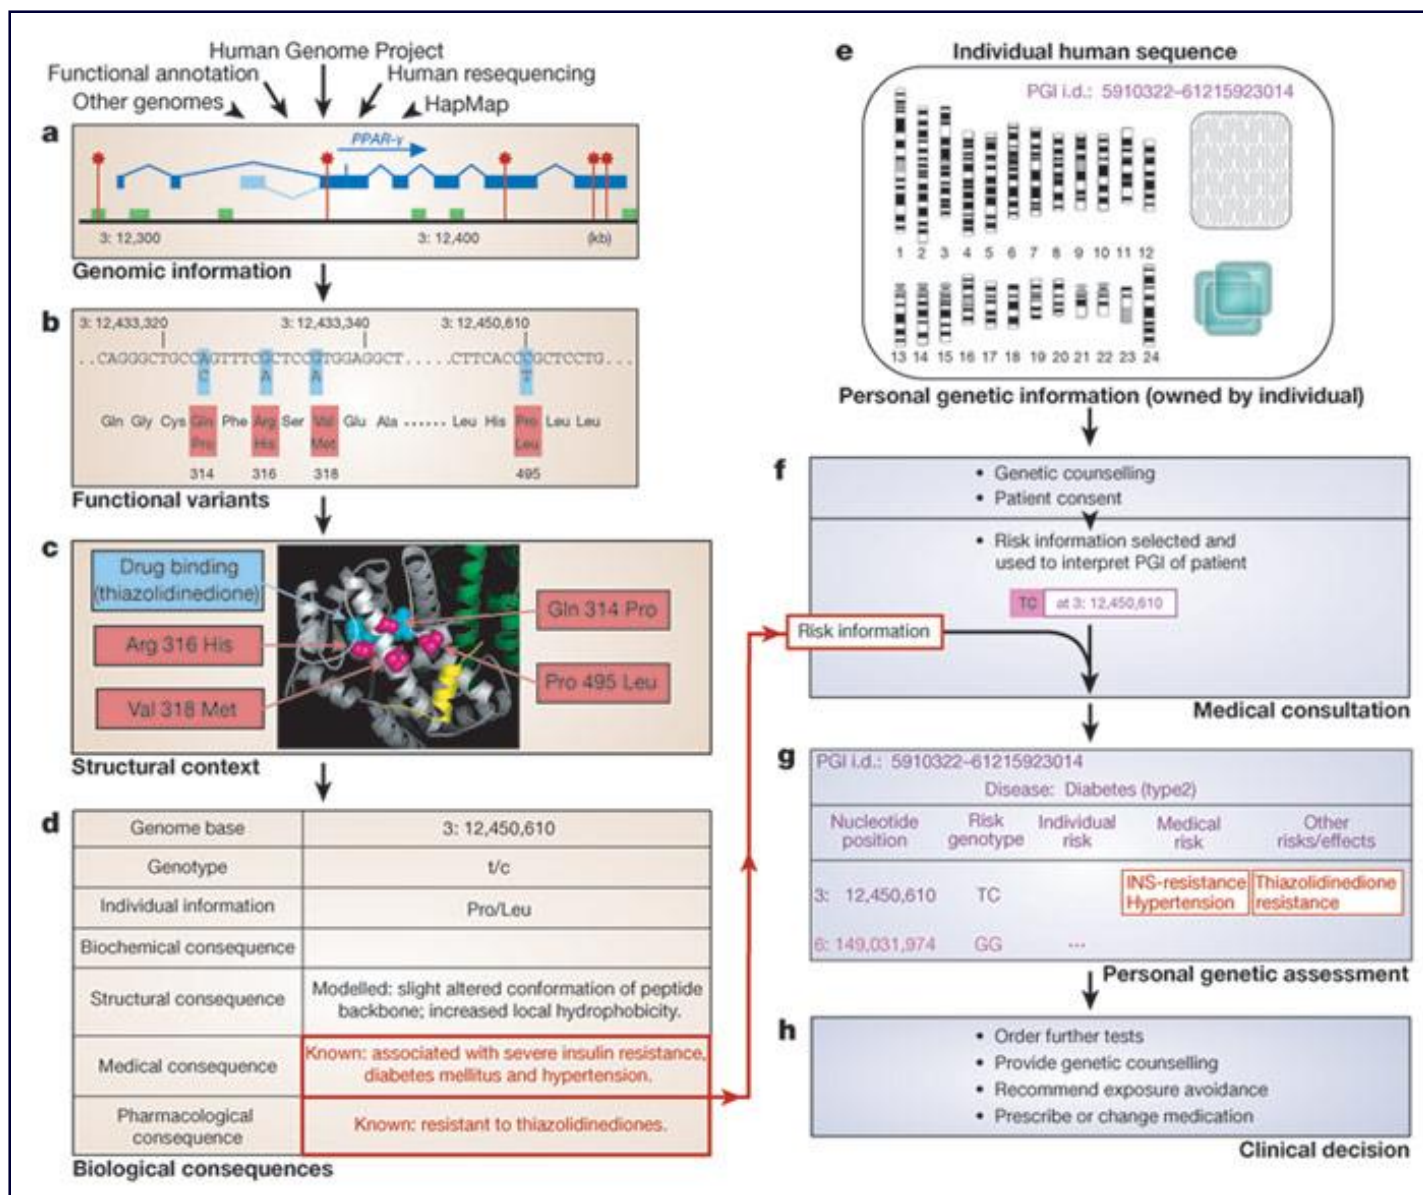 Human Genome Project
Functional annotation
Human resequencing
Other genomes
HapMap
a
PPAR-γ
3: 12,300
3: 12,400
(kb)
Genomic information
b
3: 12,433,320
3: 12,433,340
3: 12,450,610
..CAGGGCTGCCAGTTTCGCTCCGTGGAGGCT.....CTTCACCCGCTCCTG...
C
A
A
T
Gln Gly Cys Gln Phe Arg Ser Val Glu Ala ...... Leu His Pro Leu Leu
Pro
His
Met
Leu
314
316
318
495
Functional variants
c
Drug binding
(thiazolidinedione)
Arg 316 His
Val 318 Met
Gln 314 Pro
Pro 495 Leu
Structural context
d
Genome base
3: 12,450,610
Genotype
t/c
Individual information
Pro/Leu
Biochemical consequence
Structural consequence
Modelled: slight altered conformation of peptide
backbone; increased local hydrophobicity.
Medical consequence
Known: associated with severe insulin resistance,
diabetes mellitus and hypertension.
Pharmacological
consequence
Known: resistant to thiazolidinediones.
Biological consequences
e
Individual human sequence
PGI i.d.: 5910322–61215923014
1 2 3 4 5 6 7 8 9 10 11 12
13 14 15 16 17 18 19 20 21 22 23 24
Personal genetic information (owned by individual)
f
• Genetic counselling
• Patient consent
• Risk information selected and
used to interpret PGI of patient
TC at 3: 12,450,610
Risk information
Medical consultation
g
PGI i.d.: 5910322–61215923014
Disease: Diabetes (type2)
Nucleotide
position
Risk
genotype
Individual
risk
Medical
risk
Other
risks/effects
3: 12,450,610
TC
INS-resistance
Hypertension
Thiazolidinedione
resistance
6: 149,031,974
GG
...
Personal genetic assessment
h
• Order further tests
• Provide genetic counselling
• Recommend exposure avoidance
• Prescribe or change medication
Clinical decision